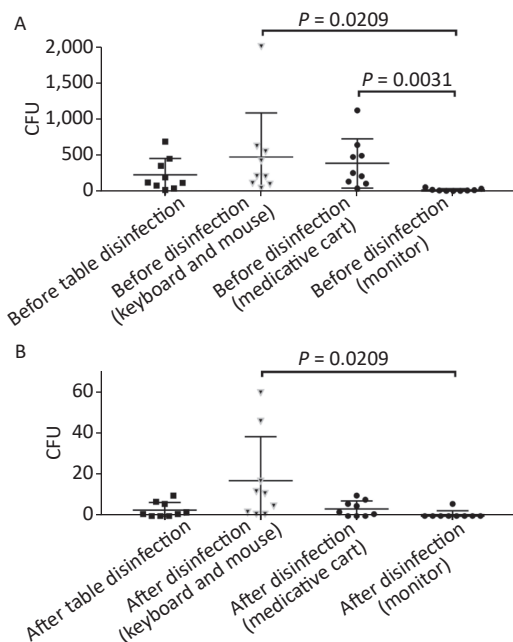 A
P = 0.0209
P = 0.0031
CFU
2,000
1,500
1,000
500
0
Before table disinfection
Before disinfection
(keyboard and mouse)
Before disinfection
(medicative cart)
Before disinfection
(monitor)
B
P = 0.0209
CFU
60
40
20
0
After table disinfection
After disinfection
(keyboard and mouse)
After disinfection
(medicative cart)
After disinfection
(monitor)